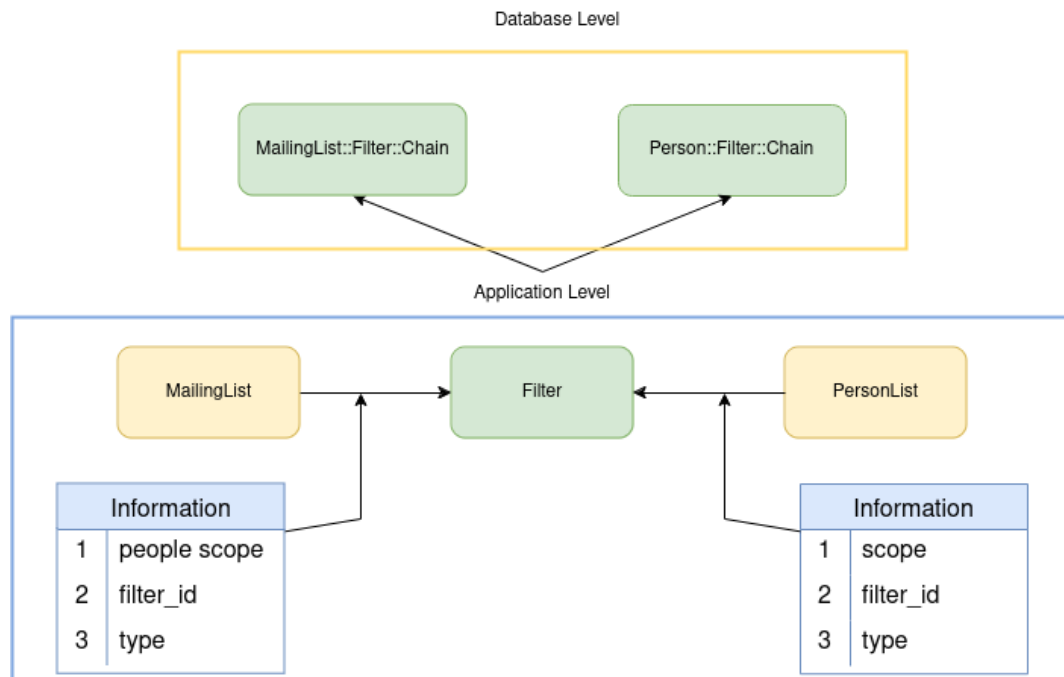 Database Level
MailingList::Filter::Chain
Person::Filter::Chain
Application Level
MailingList
Filter
PersonList
Information
1 people scope
2 filter_id
3 type
Information
1 scope
2 filter_id
3 type